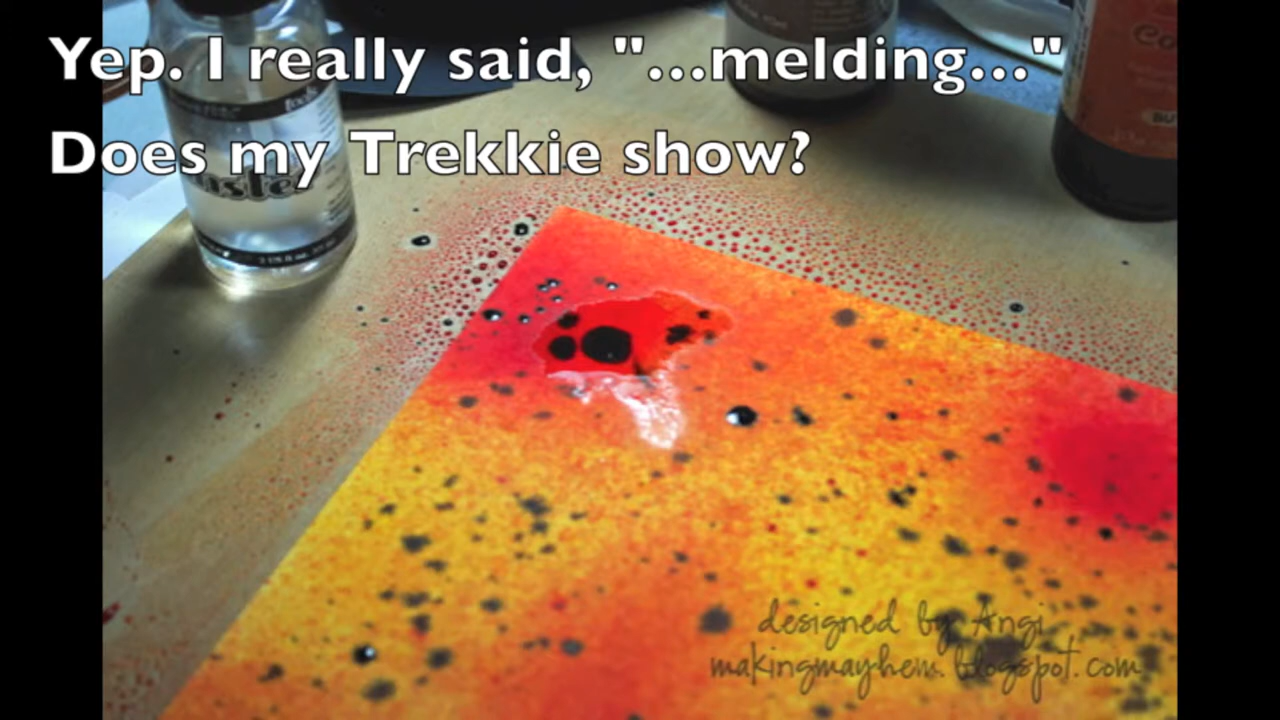 Yep. I really said, "...melding..."
Does my Trekkie show?
designed by Angi
makingmayhem.blogspot.com